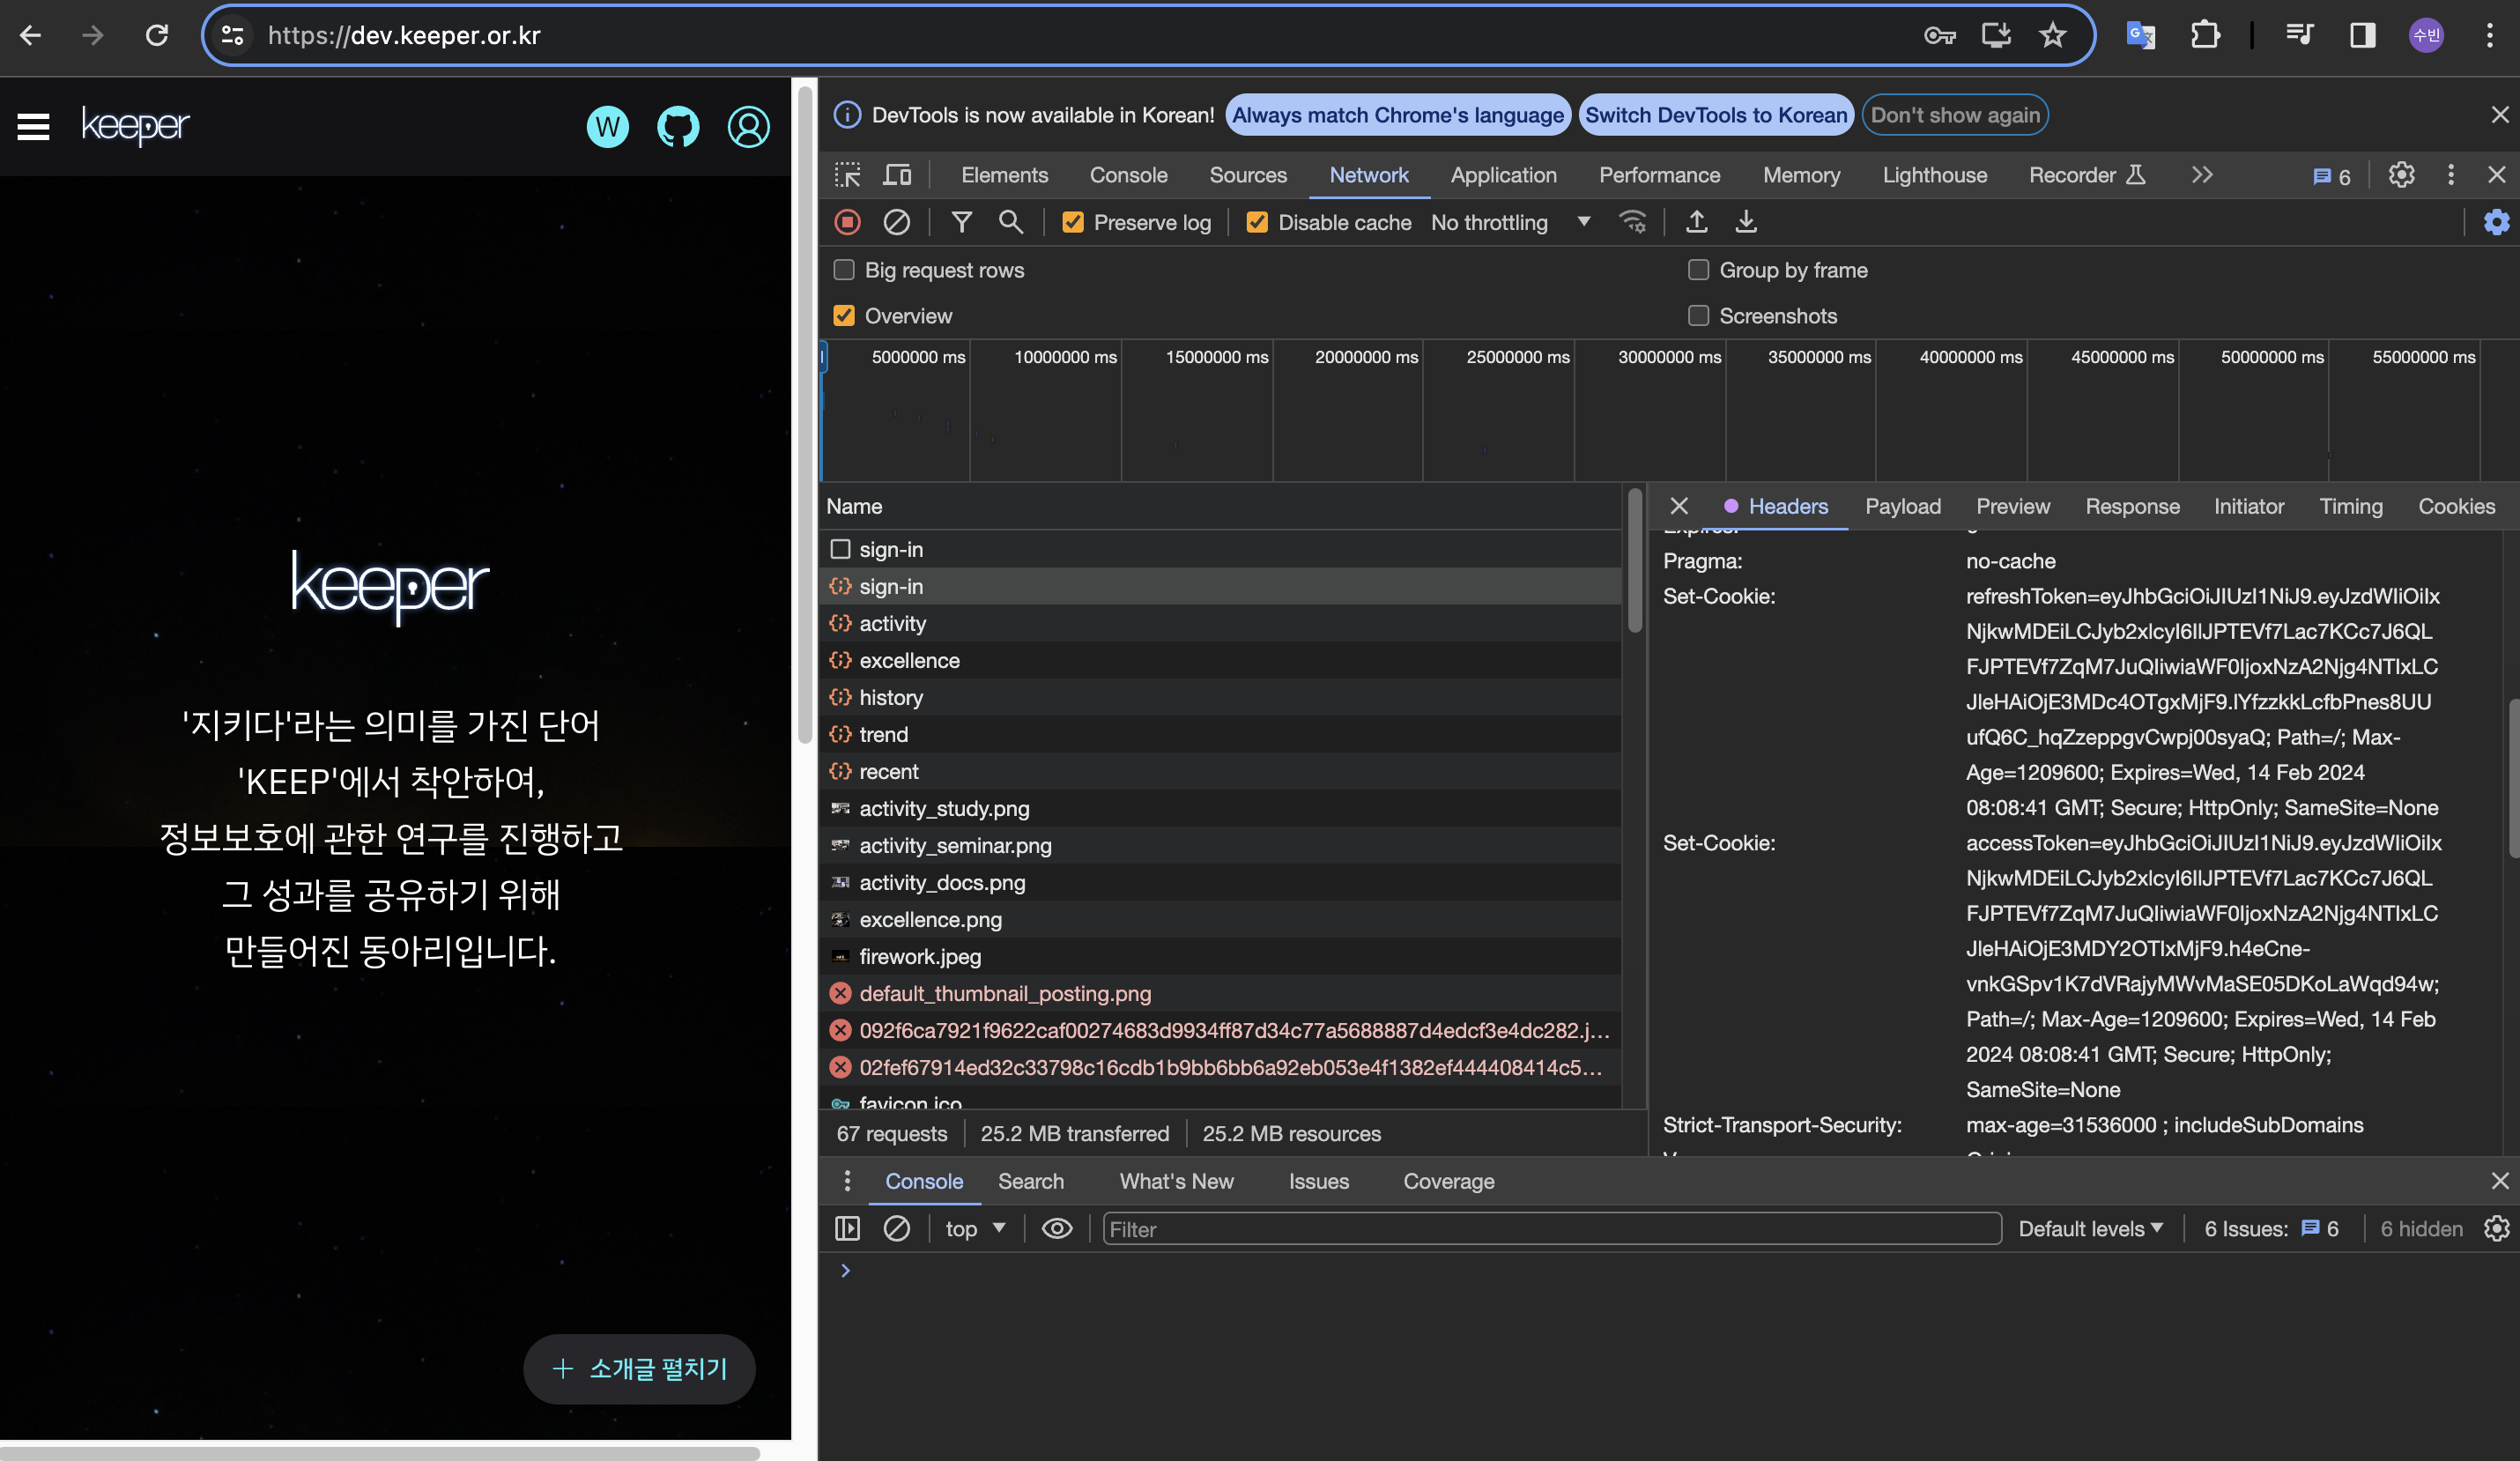 https://dev.keeper.or.kr
수빈
keeper
W
'지키다'라는 의미를 가진 단어
'KEEP'에서 착안하여,
정보보호에 관한 연구를 진행하고
그 성과를 공유하기 위해
만들어진 동아리입니다.
keeper
+ 소개글 펼치기
DevTools is now available in Korean! Always match Chrome's language Switch DevTools to Korean Don't show again
Elements Console Sources Network Application Performance Memory Lighthouse Recorder 6
Preserve log Disable cache No throttling
Big request rows Group by frame
Overview Screenshots
5000000 ms 10000000 ms 15000000 ms 20000000 ms 25000000 ms 30000000 ms 35000000 ms 40000000 ms 45000000 ms 50000000 ms 55000000 ms
Name
sign-in
sign-in
activity
excellence
history
trend
recent
activity_study.png
activity_seminar.png
activity_docs.png
excellence.png
firework.jpeg
default_thumbnail_posting.png
092f6ca7921f9622caf00274683d9934ff87d34c77a5688887d4edcf3e4dc282.j...
02fef67914ed32c33798c16cdb1b9bb6bb6a92eb053e4f1382ef444408414c5...
favicon.ico
67 requests 25.2 MB transferred 25.2 MB resources
Headers Payload Preview Response Initiator Timing Cookies
Expires:
Pragma: no-cache
Set-Cookie: refreshToken=eyJhbGciOiJIUzI1NiJ9.eyJzdWIiOiIx
NjkwMDEiLCJyb2xlcyI6IlJPTEVf7Lac7KCc7J6QL
FJPTEVf7ZqM7JuQIiwiaWF0IjoxNzA2Njg4NTIxLC
JleHAiOjE3MDc4OTgxMjF9.lYfzzkkLcfbPnes8UU
ufQ6C_hqZzeppgvCwpj00syaQ; Path=/; Max-
Age=1209600; Expires=Wed, 14 Feb 2024
08:08:41 GMT; Secure; HttpOnly; SameSite=None
Set-Cookie: accessToken=eyJhbGciOiJIUzI1NiJ9.eyJzdWIiOiIx
NjkwMDEiLCJyb2xlcyI6IlJPTEVf7Lac7KCc7J6QL
FJPTEVf7ZqM7JuQIiwiaWF0IjoxNzA2Njg4NTIxLC
JleHAiOjE3MDY2OTIxMjF9.h4eCne-
vnkGSpv1K7dVRajyMWvMaSE05DKoLaWqd94w;
Path=/; Max-Age=1209600; Expires=Wed, 14 Feb
2024 08:08:41 GMT; Secure; HttpOnly;
SameSite=None
Strict-Transport-Security: max-age=31536000 ; includeSubDomains
Console Search What's New Issues Coverage
top Filter Default levels 6 Issues: 6 6 hidden